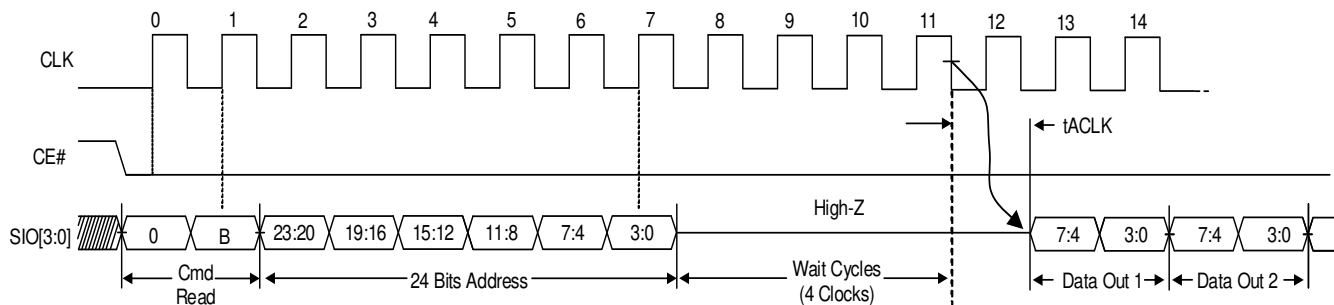 0 1 2 3 4 5 6 7 8 9 10 11 12 13 14
CLK
tACLK
CE#
High-Z
SIO[3:0] 0 B 23:20 19:16 15:12 11:8 7:4 3:0 7:4 3:0 7:4 3:0
Cmd
Read
24 Bits Address
Wait Cycles
(4 Clocks)
Data Out 1
Data Out 2